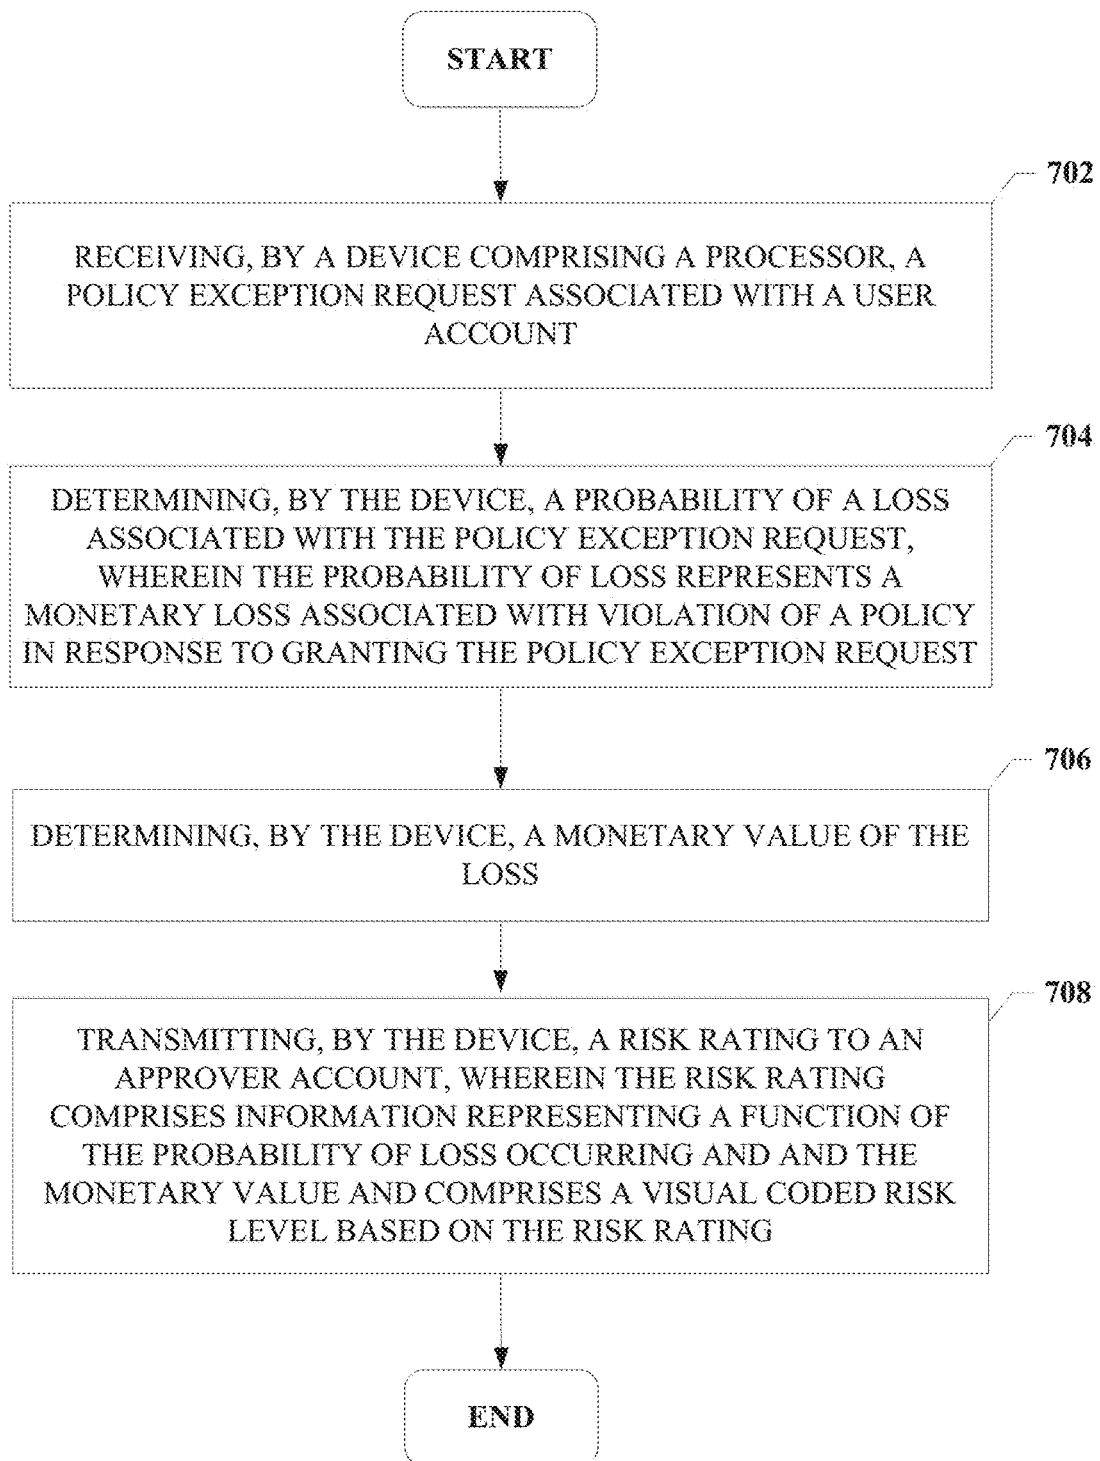 START
702
RECEIVING, BY A DEVICE COMPRISING A PROCESSOR, A
POLICY EXCEPTION REQUEST ASSOCIATED WITH A USER
ACCOUNT
704
DETERMINING, BY THE DEVICE, A PROBABILITY OF A LOSS
ASSOCIATED WITH THE POLICY EXCEPTION REQUEST,
WHEREIN THE PROBABILITY OF LOSS REPRESENTS A
MONETARY LOSS ASSOCIATED WITH VIOLATION OF A POLICY
IN RESPONSE TO GRANTING THE POLICY EXCEPTION REQUEST
706
DETERMINING, BY THE DEVICE, A MONETARY VALUE OF THE
LOSS
708
TRANSMITTING, BY THE DEVICE, A RISK RATING TO AN
APPROVER ACCOUNT, WHEREIN THE RISK RATING
COMPRISES INFORMATION REPRESENTING A FUNCTION OF
THE PROBABILITY OF LOSS OCCURRING AND AND THE
MONETARY VALUE AND COMPRISES A VISUAL CODED RISK
LEVEL BASED ON THE RISK RATING
END